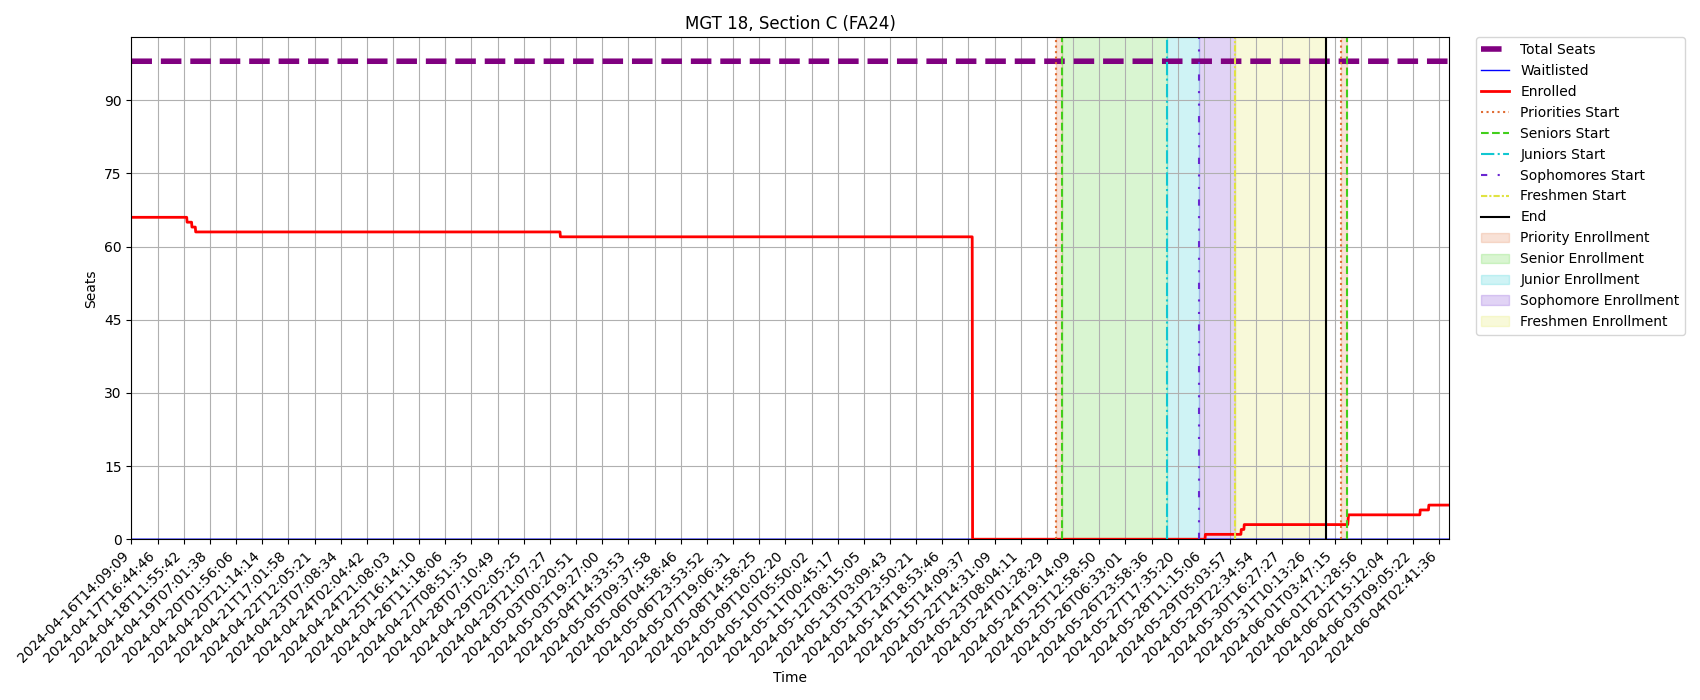 MGT 18, Section C (FA24)
Total Seats
Waitlisted
Enrolled
Priorities Start
Seniors Start
Juniors Start
Sophomores Start
Freshmen Start
End
Priority Enrollment
Senior Enrollment
Junior Enrollment
Sophomore Enrollment
Freshmen Enrollment
Seats
90
75
60
45
30
15
0
2024-04-16T14:09:09
2024-04-17T16:44:46
2024-04-18T11:55:42
2024-04-19T07:01:38
2024-04-20T01:56:06
2024-04-20T21:14:14
2024-04-21T17:01:58
2024-04-22T12:05:21
2024-04-23T07:08:34
2024-04-24T02:04:42
2024-04-24T21:08:03
2024-04-25T16:14:10
2024-04-26T11:18:06
2024-04-27T08:51:35
2024-04-28T07:10:49
2024-04-29T02:05:25
2024-04-29T21:07:27
2024-05-03T00:20:51
2024-05-03T19:27:00
2024-05-04T14:33:53
2024-05-05T09:37:58
2024-05-06T04:58:46
2024-05-06T23:53:52
2024-05-07T19:06:31
2024-05-08T14:58:25
2024-05-09T10:02:20
2024-05-10T05:50:02
2024-05-11T00:45:17
2024-05-12T08:15:05
2024-05-13T03:09:43
2024-05-13T23:50:21
2024-05-14T18:53:46
2024-05-15T14:09:37
2024-05-22T14:31:09
2024-05-23T08:04:11
2024-05-24T01:28:29
2024-05-24T19:14:09
2024-05-25T12:58:50
2024-05-26T06:33:01
2024-05-26T23:58:36
2024-05-27T17:35:20
2024-05-28T11:15:06
2024-05-29T05:03:57
2024-05-29T22:34:54
2024-05-30T16:27:27
2024-05-31T10:13:26
2024-06-01T03:47:15
2024-06-01T21:28:56
2024-06-02T15:12:04
2024-06-03T09:05:22
2024-06-04T02:41:36
Time